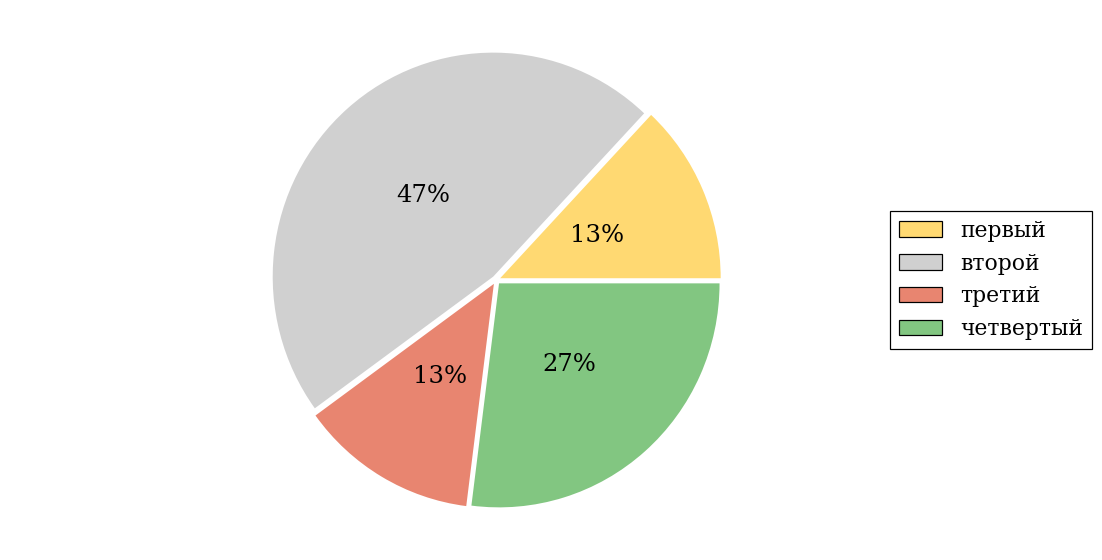 47%
13%
13%
27%
первый
второй
третий
четвертый